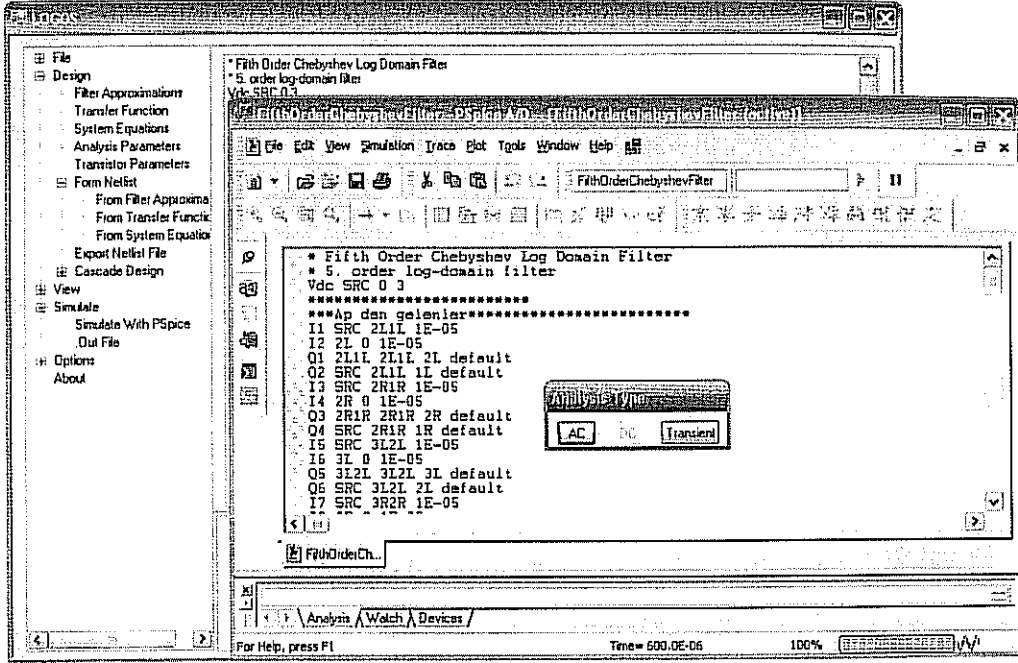 LOGOS
File
Design
Filter Approximations
Transfer Function
System Equations
Analysis Parameters
Transistor Parameters
Form Netlist
From Filter Approxima
From Transfer Functic
From System Equation
Export Netlist File
Cascade Design
View
Simulate
Simulate With PSpice
.Out File
Options
About
* Fifth Order Chebyshev Log Domain Filter
* 5. order log-domain filter
Vdc SRC 0 3
FifthOrderChebyshevFilter - PSpice A/D - [FifthOrderChebyshevFilter (active)]
File Edit View Simulation Trace Plot Tools Window Help
FifthOrderChebyshevFilter
* Fifth Order Chebyshev Log Domain Filter
* 5. order log-domain filter
Vdc SRC 0 3
*************************
***Ap den gelenler*************************
I1 SRC 2L1L 1E-05
I2 2L 0 1E-05
Q1 2L1L 2L1L 2L default
Q2 SRC 2L1L 1L default
I3 SRC 2R1R 1E-05
I4 2R 0 1E-05
Q3 2R1R 2R1R 2R default
Q4 SRC 2R1R 1R default
I5 SRC 3L2L 1E-05
I6 3L 0 1E-05
Q5 3L2L 3L2L 3L default
Q6 SRC 3L2L 2L default
I7 SRC 3R2R 1E-05
Analysis Type
AC DC Transient
FifthOrderCh...
Analysis Watch Devices
For Help, press F1 Time= 600.0E-06 100%